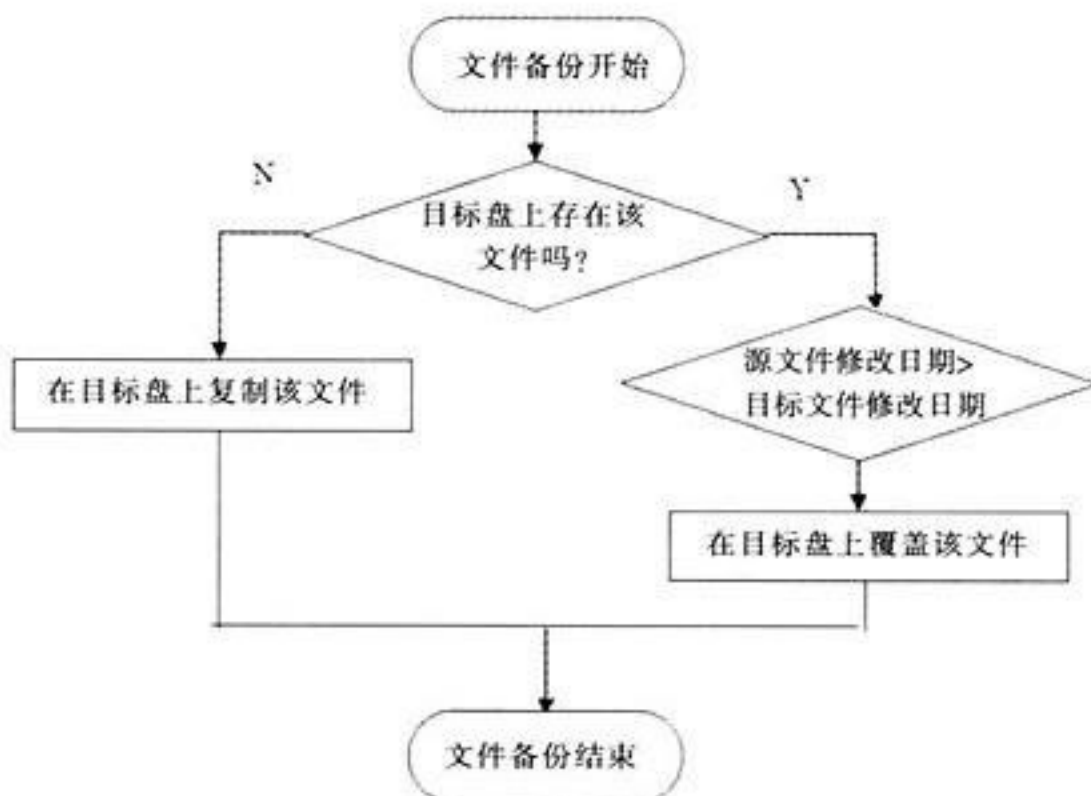 文件备份开始
N
Y
目标盘上存在该
文件吗?
源文件修改日期>
目标文件修改日期
在目标盘上复制该文件
在目标盘上覆盖该文件
文件备份结束